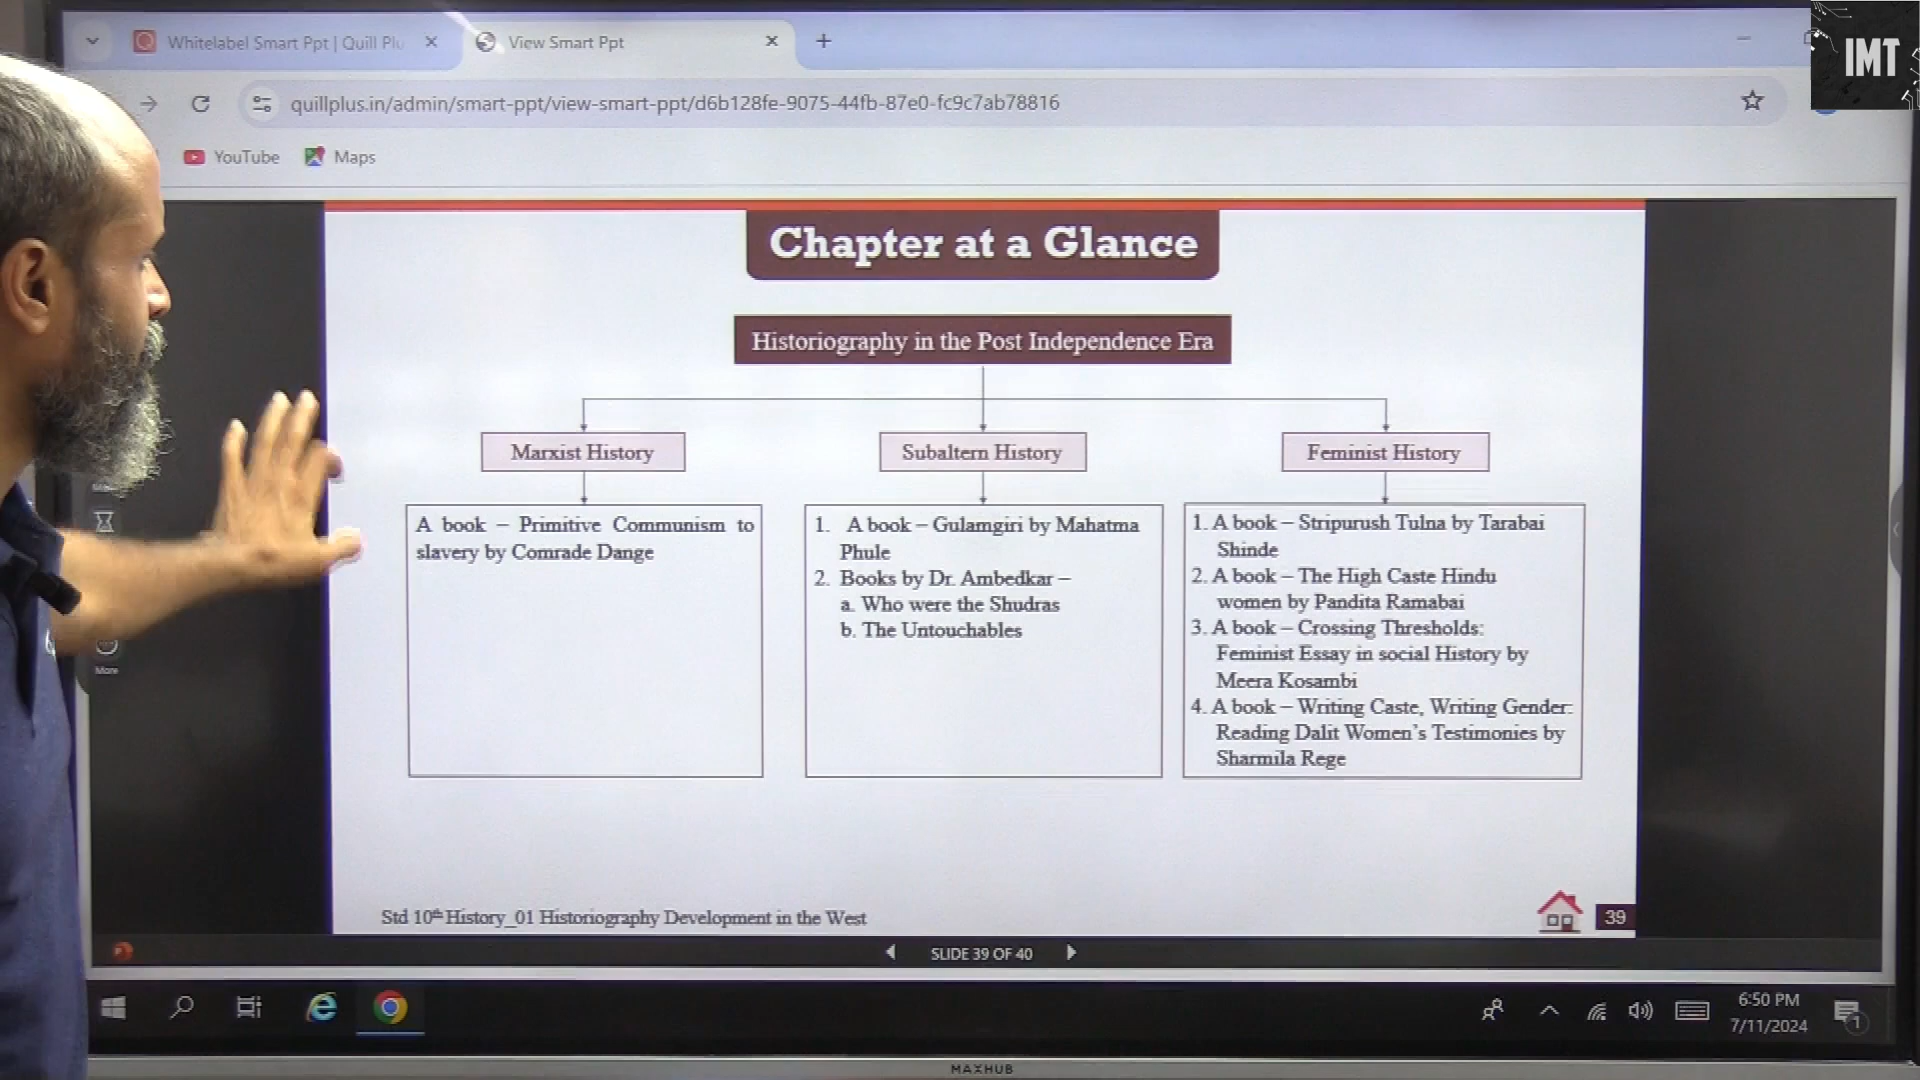 Whitelabel Smart Ppt | Quill Plu
View Smart Ppt
IMT
quillplus.in/admin/smart-ppt/view-smart-ppt/d6b128fe-9075-44fb-87e0-fc9c7ab78816
YouTube
Maps
Chapter at a Glance
Historiography in the Post Independence Era
Marxist History
Subaltern History
Feminist History
A book – Primitive Communism to
slavery by Comrade Dange
1. A book – Gulamgiri by Mahatma
Phule
2. Books by Dr. Ambedkar –
a. Who were the Shudras
b. The Untouchables
1. A book – Stripurush Tulna by Tarabai
Shinde
2. A book – The High Caste Hindu
women by Pandita Ramabai
3. A book – Crossing Thresholds:
Feminist Essay in social History by
Meera Kosambi
4. A book – Writing Caste, Writing Gender:
Reading Dalit Women's Testimonies by
Sharmila Rege
More
Std 10th History_01 Historiography Development in the West
39
SLIDE 39 OF 40
6:50 PM
7/11/2024
1
MAXHUB